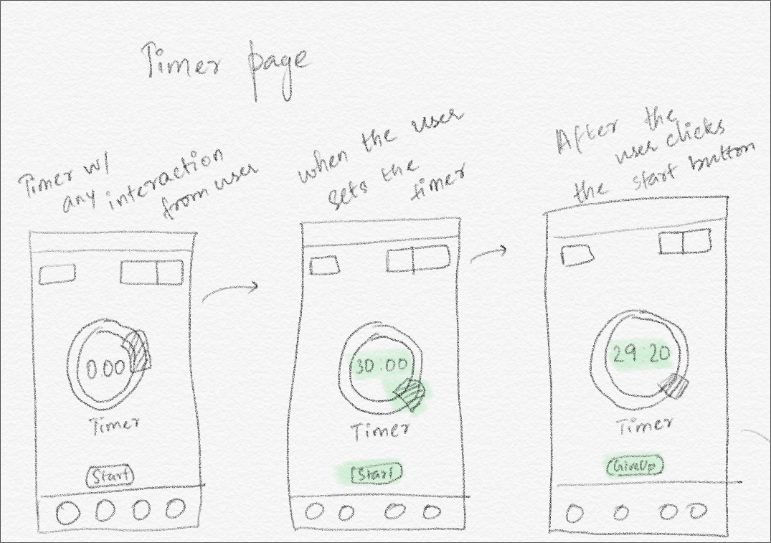 Timer page
Timer w/
any interaction
from user
when the user
sets the
timer
After the
user clicks
the start button
0.00
Timer
Start
30.00
Timer
Start
29:20
Timer
GiveUp